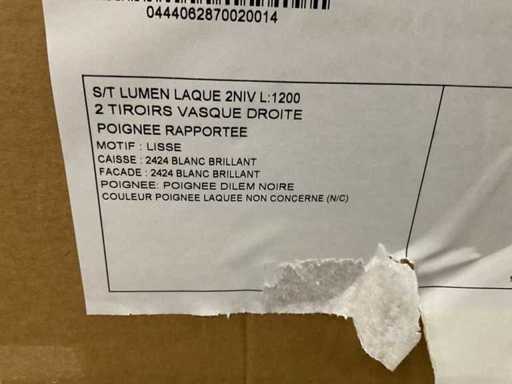 0444062870020014
S/T LUMEN LAQUE 2NIV L:1200
2 TIROIRS VASQUE DROITE
POIGNEE RAPPORTEE
MOTIF : LISSE
CAISSE : 2424 BLANC BRILLANT
FACADE : 2424 BLANC BRILLANT
POIGNEE: POIGNEE DILEM NOIRE
COULEUR POIGNEE LAQUEE NON CONCERNE (N/C)